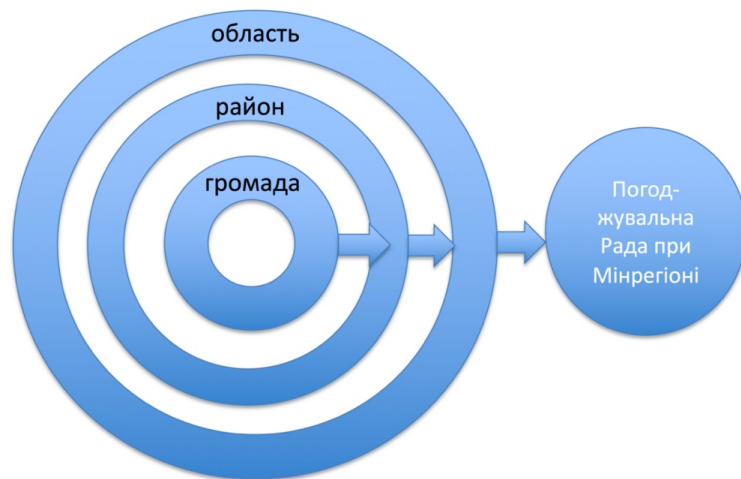 область
район
громада
Погод-
жувальна
Рада при
Мінрегіоні